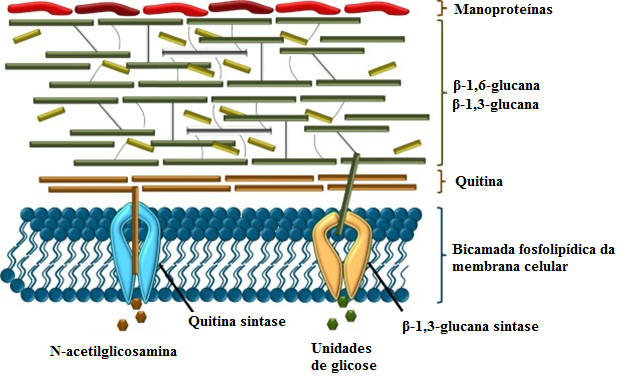 Manoproteínas
β-1,6-glucana
β-1,3-glucana
Quitina
Bicamada fosfolipídica da
membrana celular
Quitina sintase
β-1,3-glucana sintase
N-acetilglicosamina
Unidades
de glicose